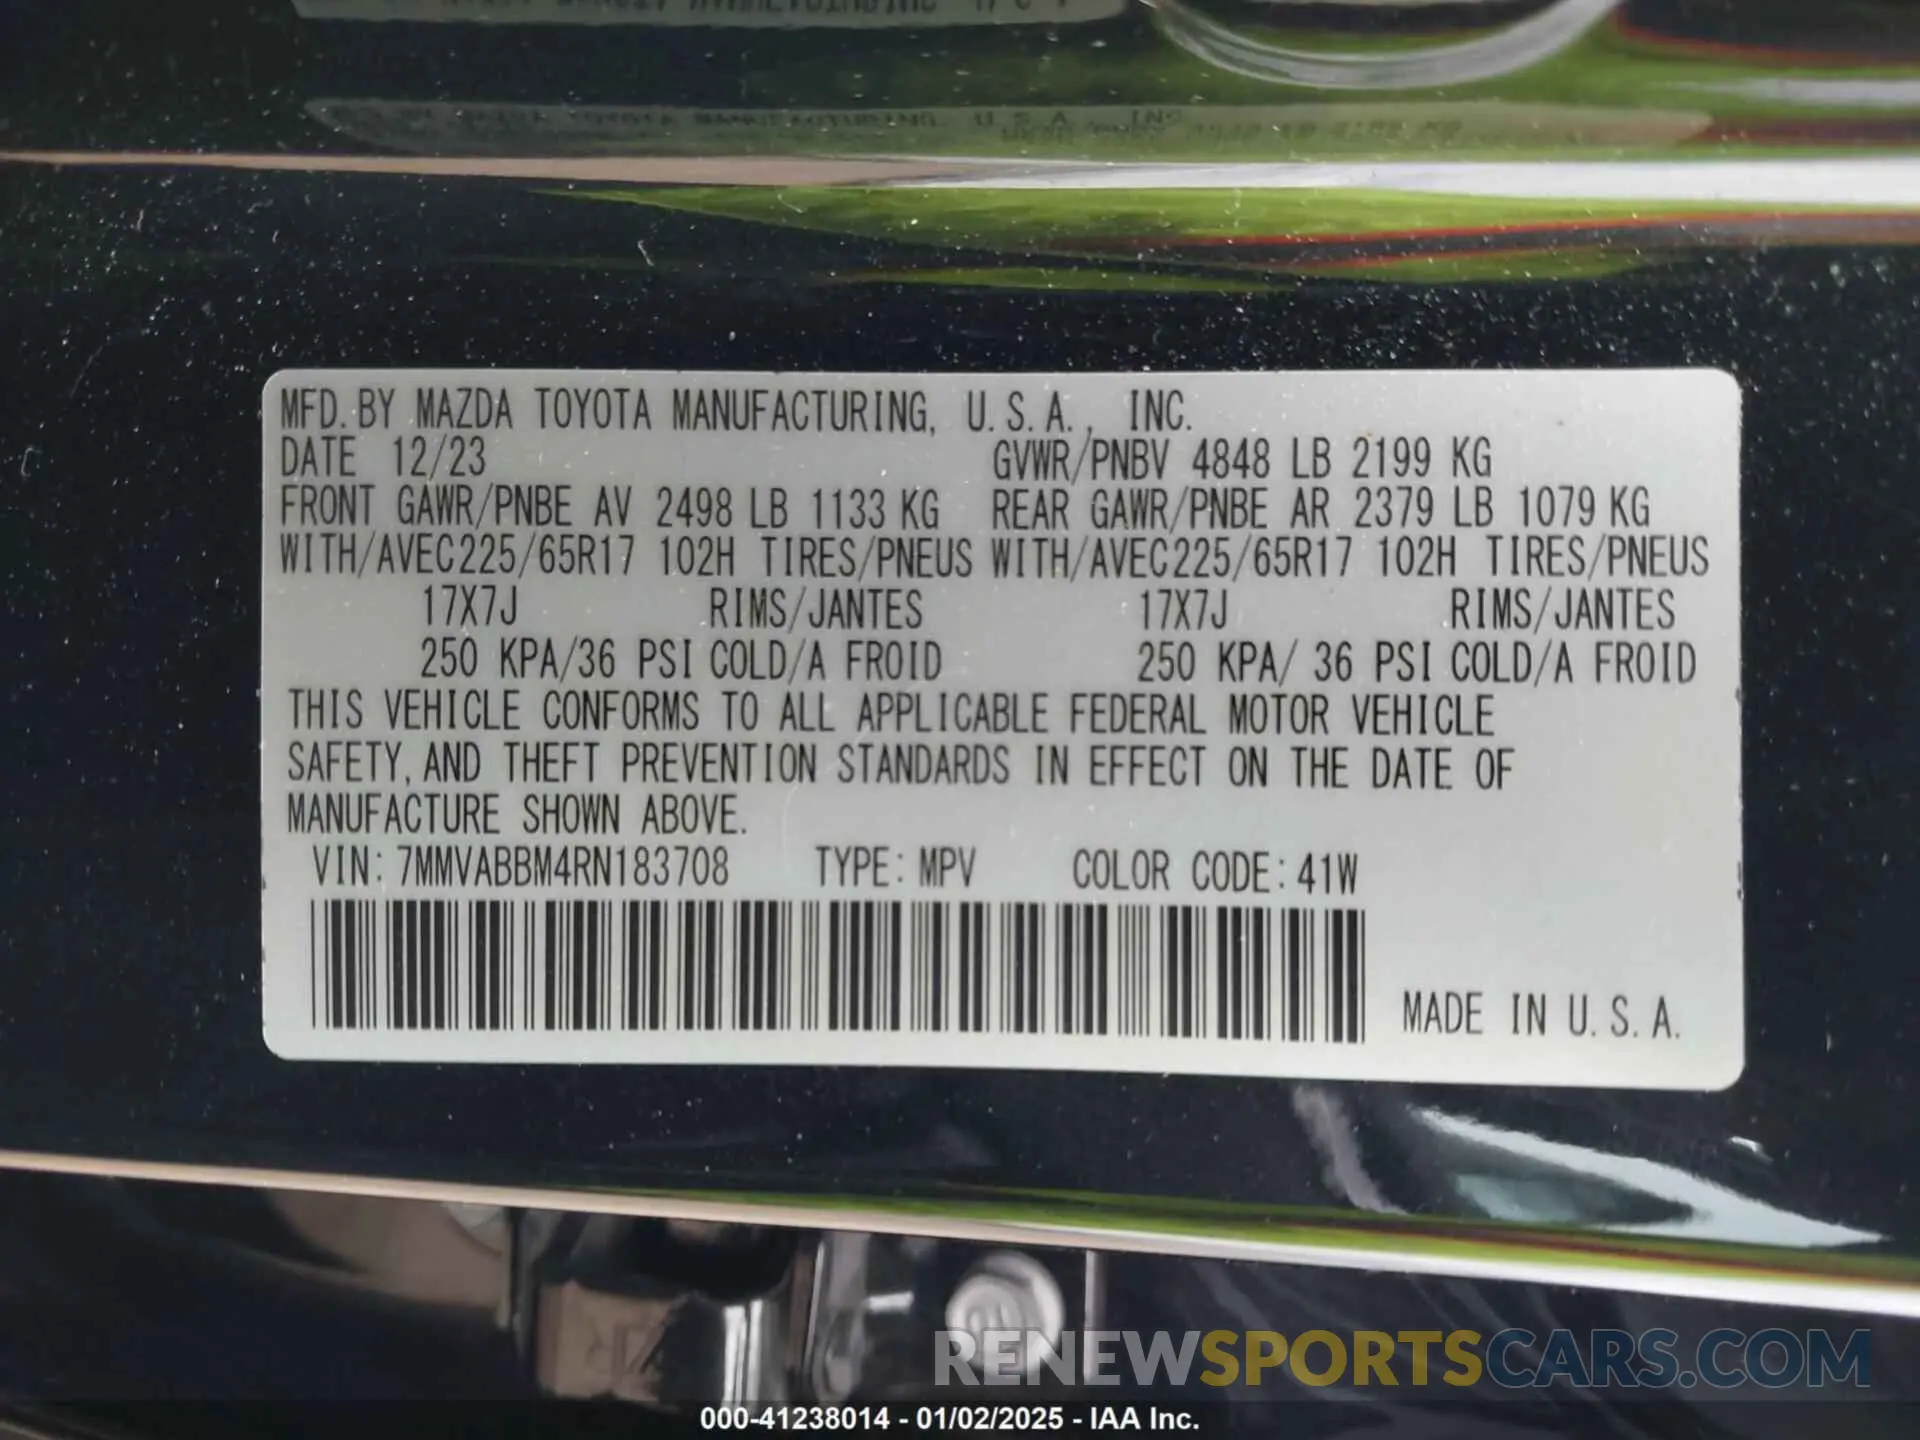 MFD. BY MAZDA TOYOTA MANUFACTURING, U.S.A., INC.
DATE 12/23 GVWR/PNBV 4848 LB 2199 KG
FRONT GAWR/PNBE AV 2498 LB 1133 KG REAR GAWR/PNBE AR 2379 LB 1079 KG
WITH/AVEC225/65R17 102H TIRES/PNEUS WITH/AVEC225/65R17 102H TIRES/PNEUS
17X7J RIMS/JANTES 17X7J RIMS/JANTES
250 KPA/36 PSI COLD/A FROID 250 KPA/ 36 PSI COLD/A FROID
THIS VEHICLE CONFORMS TO ALL APPLICABLE FEDERAL MOTOR VEHICLE
SAFETY, AND THEFT PREVENTION STANDARDS IN EFFECT ON THE DATE OF
MANUFACTURE SHOWN ABOVE.
VIN: 7MMVABBM4RN183708 TYPE: MPV COLOR CODE: 41W
MADE IN U.S.A.
RENEWSPORTSCARS.COM
000-41238014 - 01/02/2025 - IAA Inc.